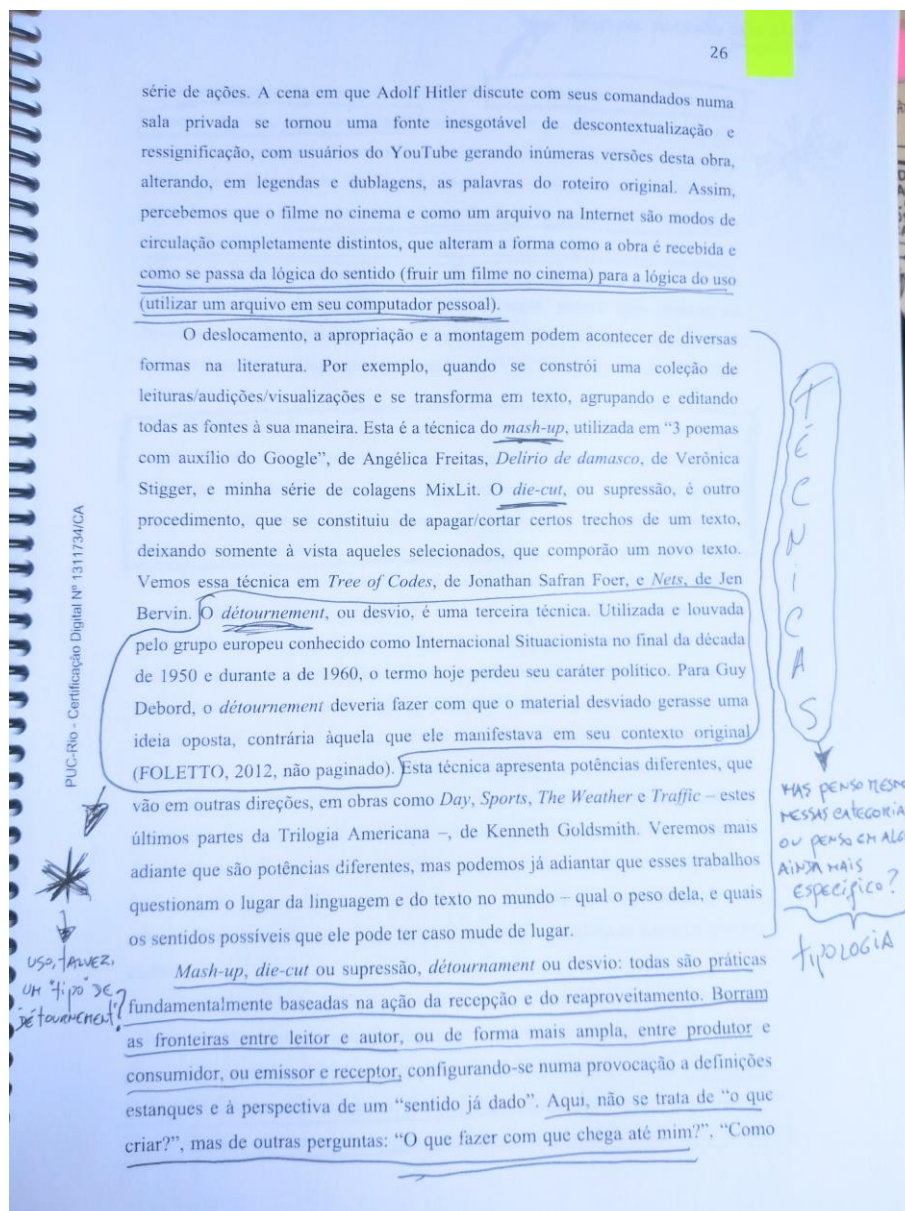 26
série de ações. A cena em que Adolf Hitler discute com seus comandados numa
sala privada se tornou uma fonte inesgotável de descontextualização e
ressignificação, com usuários do YouTube gerando inúmeras versões desta obra,
alterando, em legendas e dublagens, as palavras do roteiro original. Assim,
percebemos que o filme no cinema e como um arquivo na Internet são modos de
circulação completamente distintos, que alteram a forma como a obra é recebida e
como se passa da lógica do sentido (fruir um filme no cinema) para a lógica do uso
(utilizar um arquivo em seu computador pessoal).
O deslocamento, a apropriação e a montagem podem acontecer de diversas
formas na literatura. Por exemplo, quando se constrói uma coleção de
leituras/audições/visualizações e se transforma em texto, agrupando e editando
todas as fontes à sua maneira. Esta é a técnica do mash-up, utilizada em “3 poemas
com auxílio do Google”, de Angélica Freitas, Delírio de damasco, de Verônica
Stigger, e minha série de colagens MixLit. O die-cut, ou supressão, é outro
procedimento, que se constituiu de apagar/cortar certos trechos de um texto,
deixando somente à vista aqueles selecionados, que comporão um novo texto.
Vemos essa técnica em Tree of Codes, de Jonathan Safran Foer, e Nets, de Jen
Bervin. O détournement, ou desvio, é uma terceira técnica. Utilizada e louvada
pelo grupo europeu conhecido como Internacional Situacionista no final da década
de 1950 e durante a de 1960, o termo hoje perdeu seu caráter político. Para Guy
Debord, o détournement deveria fazer com que o material desviado gerasse uma
ideia oposta, contrária àquela que ele manifestava em seu contexto original
(FOLETTO, 2012, não paginado). Esta técnica apresenta potências diferentes, que
vão em outras direções, em obras como Day, Sports, The Weather e Traffic – estes
últimos partes da Trilogia Americana –, de Kenneth Goldsmith. Veremos mais
adiante que são potências diferentes, mas podemos já adiantar que esses trabalhos
questionam o lugar da linguagem e do texto no mundo – qual o peso dela, e quais
os sentidos possíveis que ele pode ter caso mude de lugar.
Mash-up, die-cut ou supressão, détournament ou desvio: todas são práticas
fundamentalmente baseadas na ação da recepção e do reaproveitamento. Borram
as fronteiras entre leitor e autor, ou de forma mais ampla, entre produtor e
consumidor, ou emissor e receptor, configurando-se numa provocação a definições
estanques e à perspectiva de um “sentido já dado”. Aqui, não se trata de “o que
criar?”, mas de outras perguntas: “O que fazer com que chega até mim?”, “Como
PUC-Rio - Certificação Digital Nº 1311734/CA
USO, TALVEZ,
UM "tipo" DE
DÉTOURNEMENT?
TÉCNICAS
MAS PENSO MESMO
NESSAS CATEGORIAS
OU PENSO EM ALGO
AINDA MAIS
ESPECÍFICO?
tipOLOGIA